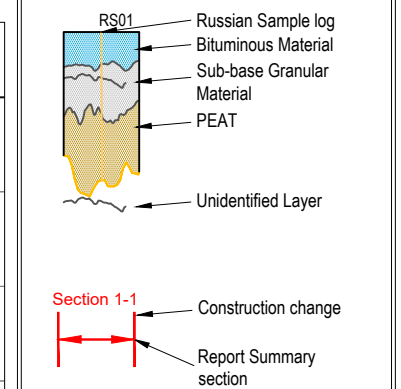 RS01
Russian Sample log
Bituminous Material
Sub-base Granular
Material
PEAT
Unidentified Layer
Section 1-1
Construction change
Report Summary
section